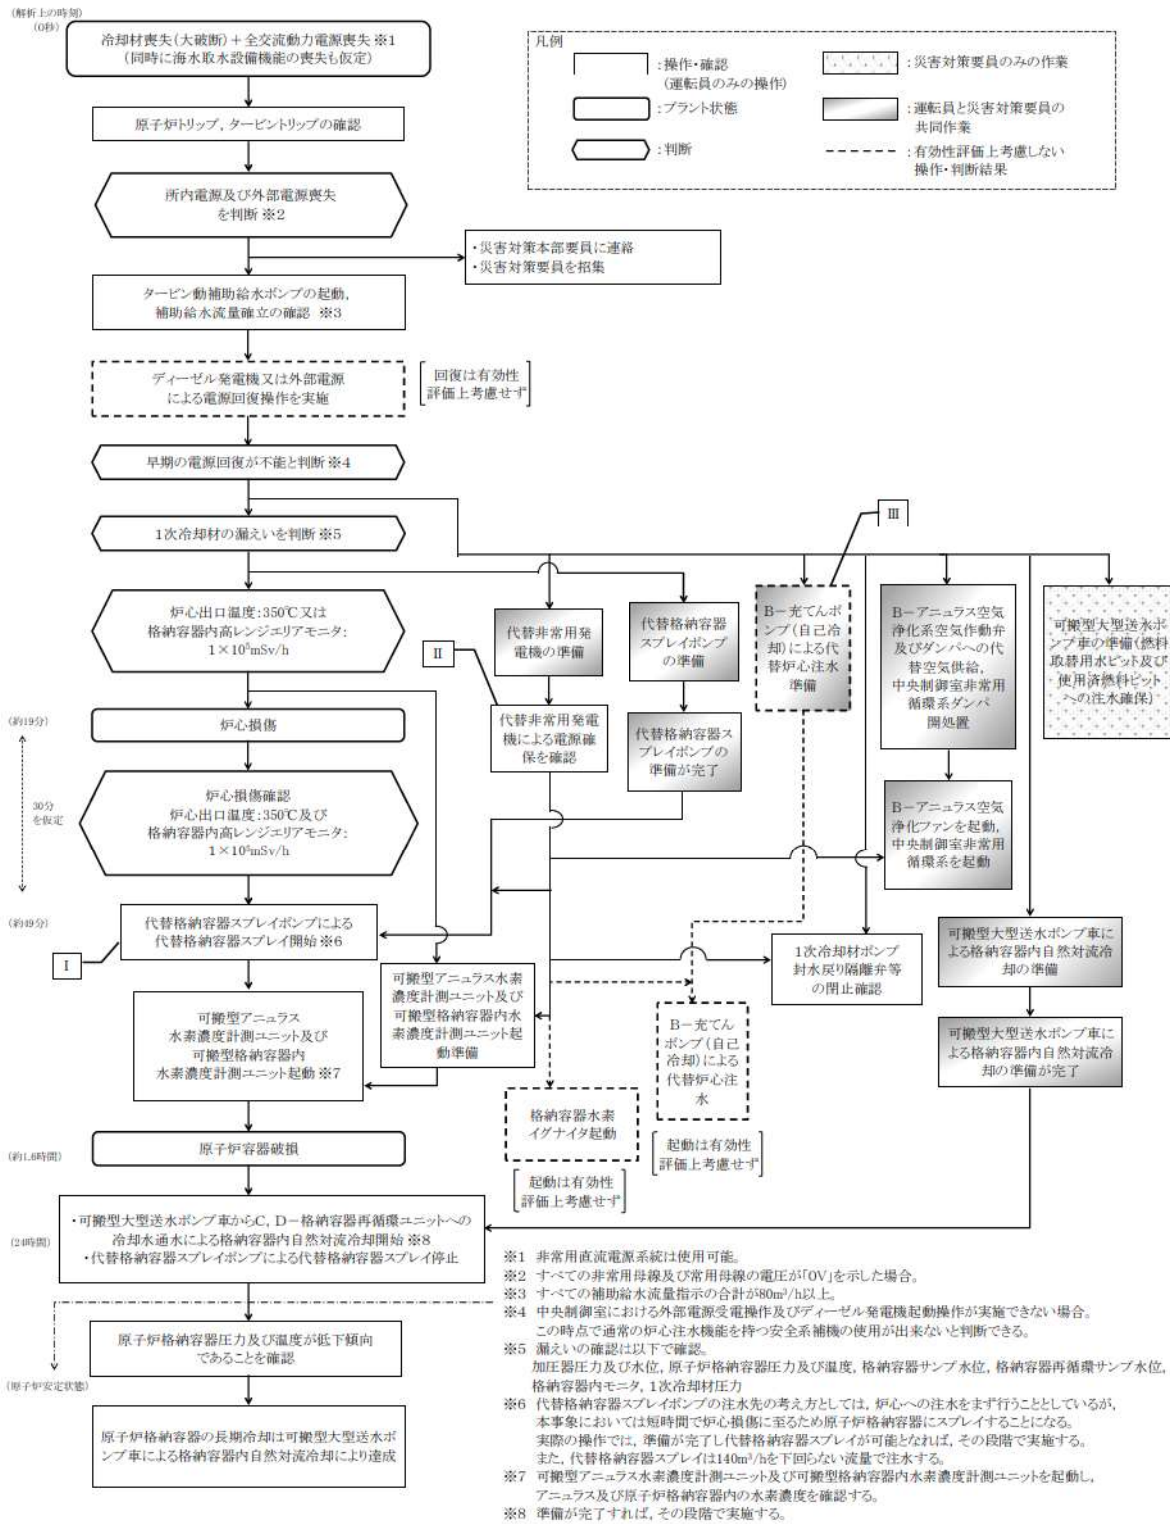 (解析上の時刻)
(0秒)
冷却材喪失(大破断)+全交流動力電源喪失※1
(同時に海水取水設備機能の喪失も仮定)
原子炉トリップ、タービントリップの確認
所内電源及び外部電源喪失
を判断※2
・災害対策本部要員に連絡
・災害対策要員を招集
タービン動補助給水ポンプの起動,
補助給水流量確立の確認 ※3
ディーゼル発電機又は外部電源
による電源回復操作を実施
回復は有効性
評価上考慮せず
早期の電源回復が不能と判断※4
1次冷却材の漏えいを判断※5
炉心出口温度:350℃又は
格納容器内高レンジエリアモニタ:
1×10⁵mSv/h
(約19分)
炉心損傷
30分
を仮定
炉心損傷確認
炉心出口温度:350℃及び
格納容器内高レンジエリアモニタ:
1×10⁵mSv/h
(約49分)
代替格納容器スプレイポンプによる
代替格納容器スプレイ開始※6
Ⅰ
可搬型アニュラス
水素濃度計測ユニット及び
可搬型格納容器内
水素濃度計測ユニット起動※7
(約1.6時間)
原子炉容器破損
(24時間)
・可搬型大型送水ポンプ車からC,D-格納容器再循環ユニットへの
冷却水通水による格納容器内自然対流冷却開始※8
・代替格納容器スプレイポンプによる代替格納容器スプレイ停止
原子炉格納容器圧力及び温度が低下傾向
であることを確認
(原子炉安定状態)
原子炉格納容器の長期冷却は可搬型大型送水ポ
ンプ車による格納容器内自然対流冷却により達成
凡例
:操作・確認
(運転員のみの操作)
:プラント状態
:判断
:災害対策要員のみの作業
:運転員と災害対策要員の
共同作業
:有効性評価上考慮しない
操作・判断結果
Ⅱ
Ⅲ
代替非常用発
電機の準備
代替非常用発電
機による電源確
保を確認
代替格納容器
スプレイポンプ
の準備
代替格納容器ス
プレイポンプの
準備が完了
B-充てんポ
ンプ(自己冷
却)による代
替炉心注水
準備
B-アニュラス空気
浄化系空気作動弁
及びダンパへの代
替空気供給,
中央制御室非常用
循環系ダンパ
開処置
B-アニュラス空気
浄化ファンを起動,
中央制御室非常用
循環系を起動
可搬型大型送水ポ
ンプ車の準備(燃料
取替用水ピット及び
使用済燃料ピット
への注水確保)
可搬型アニュラス水素
濃度計測ユニット及び
可搬型格納容器内水
素濃度計測ユニット起
動準備
1次冷却材ポンプ
封水戻り隔離弁等
の閉止確認
可搬型大型送水ポンプ車に
よる格納容器内自然対流冷
却の準備
可搬型大型送水ポンプ車に
よる格納容器内自然対流冷
却の準備が完了
B-充てん
ポンプ(自己
冷却)による
代替炉心注
水
起動は有効性
評価上考慮せず
格納容器水素
イグナイタ起動
起動は有効性
評価上考慮せず
※1 非常用直流電源系統は使用可能。
※2 すべての非常用母線及び常用母線の電圧が「0V」を示した場合。
※3 すべての補助給水流量指示の合計が80m³/h以上。
※4 中央制御室における外部電源受電操作及びディーゼル発電機起動操作が実施できない場合。
この時点で通常の炉心注水機能を持つ安全系補機の使用が出来ないと判断できる。
※5 漏えいの確認は以下で確認。
加圧器圧力及び水位,原子炉格納容器圧力及び温度,格納容器サンプ水位,格納容器再循環サンプ水位,
格納容器内モニタ,1次冷却材圧力
※6 代替格納容器スプレイポンプの注水先の考え方としては,炉心への注水をまず行うこととしているが,
本事象においては短時間で炉心損傷に至るため原子炉格納容器にスプレイすることになる。
実際の操作では,準備が完了し代替格納容器スプレイが可能となれば,その段階で実施する。
また,代替格納容器スプレイは140m³/hを下回らない流量で注水する。
※7 可搬型アニュラス水素濃度計測ユニット及び可搬型格納容器内水素濃度計測ユニットを起動し,
アニュラス及び原子炉格納容器内の水素濃度を確認する。
※8 準備が完了すれば,その段階で実施する。